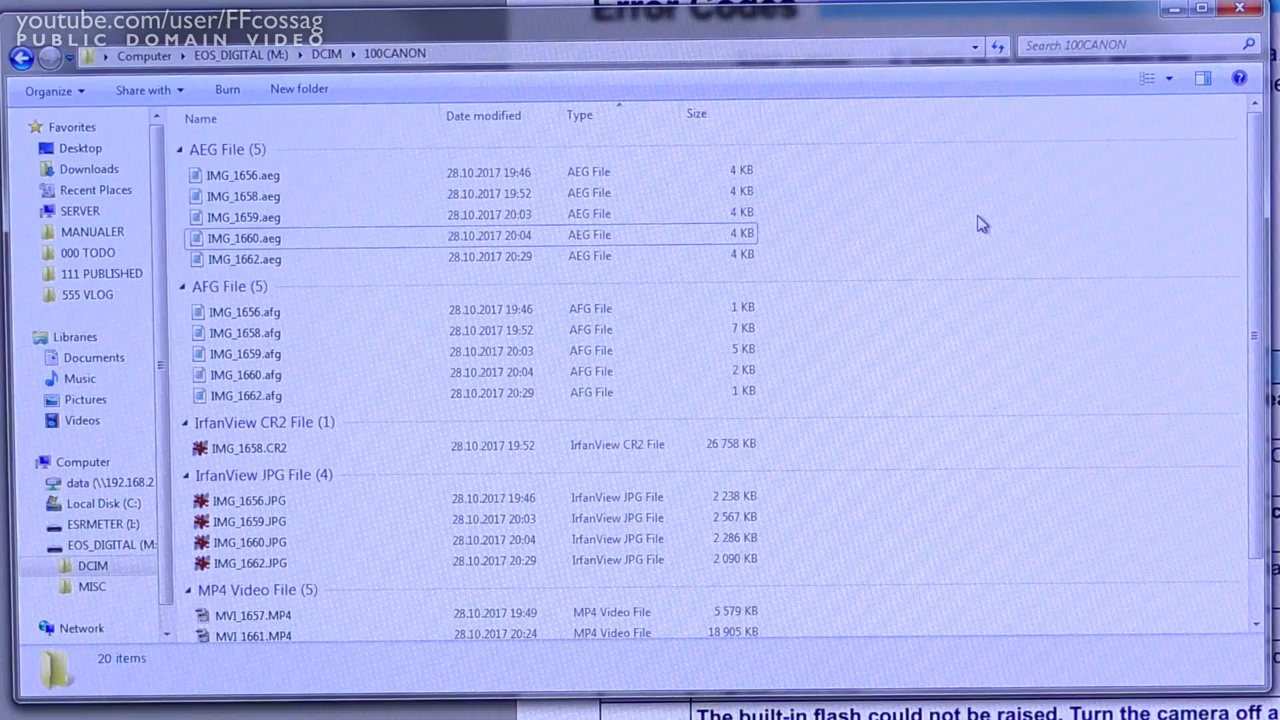 Error Codes
youtube.com/user/FFcossag
PUBLIC DOMAIN VIDEO
Computer EOS_DIGITAL (M:) DCIM 100CANON
Search 100CANON
Organize Share with Burn New folder
Name Date modified Type Size
Favorites
Desktop
Downloads
Recent Places
SERVER
MANUALER
000 TODO
111 PUBLISHED
555 VLOG
Libraries
Documents
Music
Pictures
Videos
Computer
data (\\192.168.2
Local Disk (C:)
ESRMETER (I:)
EOS_DIGITAL (M:
DCIM
MISC
Network
AEG File (5)
IMG_1656.aeg 28.10.2017 19:46 AEG File 4 KB
IMG_1658.aeg 28.10.2017 19:52 AEG File 4 KB
IMG_1659.aeg 28.10.2017 20:03 AEG File 4 KB
IMG_1660.aeg 28.10.2017 20:04 AEG File 4 KB
IMG_1662.aeg 28.10.2017 20:29 AEG File 4 KB
AFG File (5)
IMG_1656.afg 28.10.2017 19:46 AFG File 1 KB
IMG_1658.afg 28.10.2017 19:52 AFG File 7 KB
IMG_1659.afg 28.10.2017 20:03 AFG File 5 KB
IMG_1660.afg 28.10.2017 20:04 AFG File 2 KB
IMG_1662.afg 28.10.2017 20:29 AFG File 1 KB
IrfanView CR2 File (1)
IMG_1658.CR2 28.10.2017 19:52 IrfanView CR2 File 26 758 KB
IrfanView JPG File (4)
IMG_1656.JPG 28.10.2017 19:46 IrfanView JPG File 2 238 KB
IMG_1659.JPG 28.10.2017 20:03 IrfanView JPG File 2 567 KB
IMG_1660.JPG 28.10.2017 20:04 IrfanView JPG File 2 286 KB
IMG_1662.JPG 28.10.2017 20:29 IrfanView JPG File 2 090 KB
MP4 Video File (5)
MVI_1657.MP4 28.10.2017 19:49 MP4 Video File 5 579 KB
MVI_1661.MP4 28.10.2017 20:24 MP4 Video File 18 905 KB
20 items
The built-in flash could not be raised. Turn the camera off a